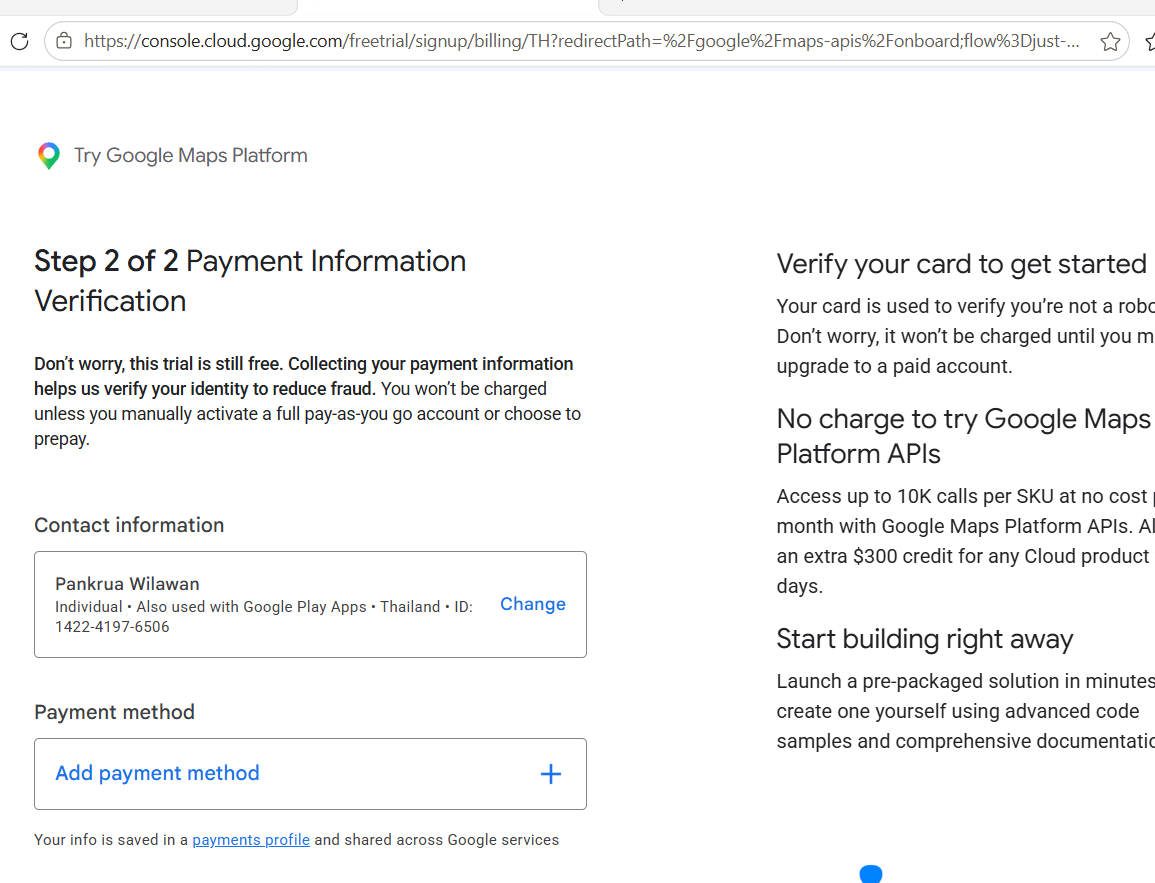 https://console.cloud.google.com/freetrial/signup/billing/TH?redirectPath=%2Fgoogle%2Fmaps-apis%2Fonboard;flow%3Djust-...
Try Google Maps Platform
Step 2 of 2 Payment Information
Verification
Don’t worry, this trial is still free. Collecting your payment information
helps us verify your identity to reduce fraud. You won’t be charged
unless you manually activate a full pay-as-you go account or choose to
prepay.
Contact information
Pankrua Wilawan
Individual • Also used with Google Play Apps • Thailand • ID:
1422-4197-6506
Change
Payment method
Add payment method
Your info is saved in a payments profile and shared across Google services
Verify your card to get started
Your card is used to verify you’re not a
Don’t worry, it won’t be charged until you
upgrade to a paid account.
No charge to try Google Maps
Platform APIs
Access up to 10K calls per SKU at no cost
month with Google Maps Platform APIs.
an extra $300 credit for any Cloud product
days.
Start building right away
Launch a pre-packaged solution in minutes
create one yourself using advanced code
samples and comprehensive